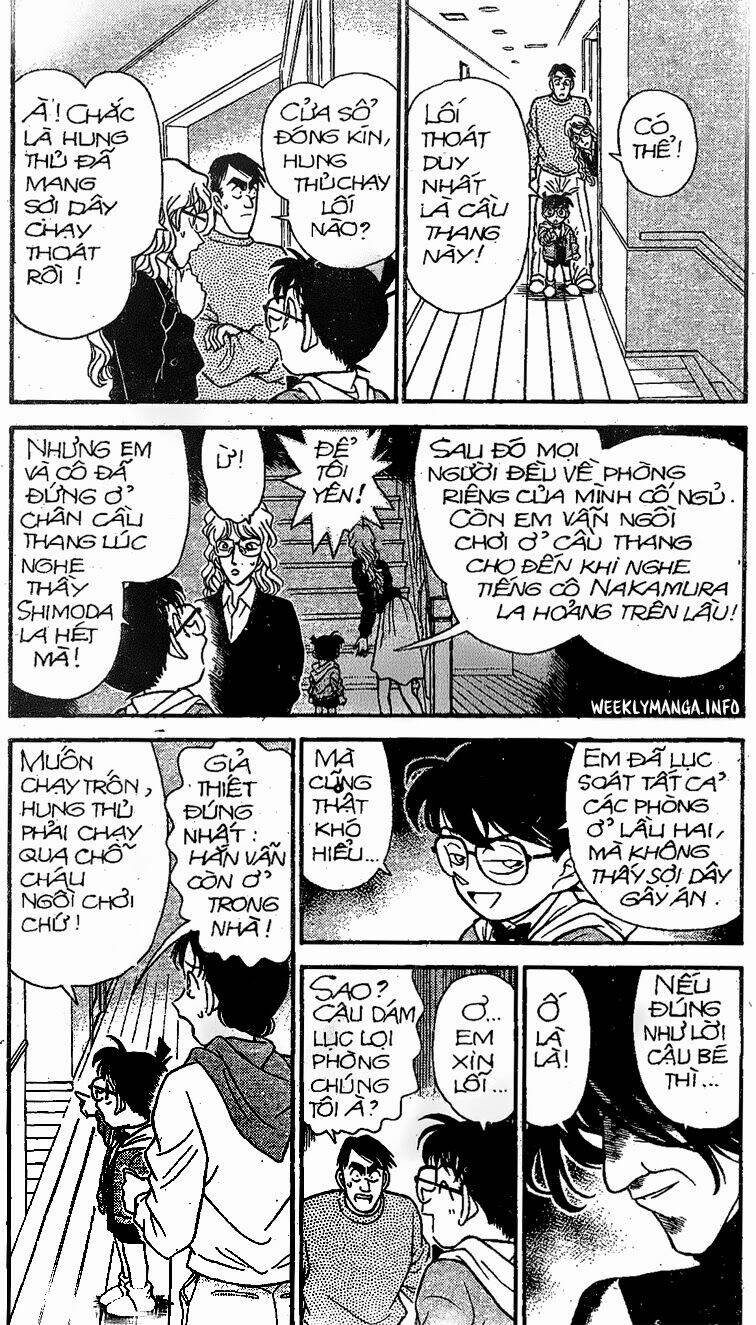 CÓ
THỂ!
LỐI
THOÁT
DUY
NHẤT
LÀ CẦU
THANG
NÀY!
CỬA SỔ
ĐÓNG KÍN,
HUNG
THỦ CHẠY
LỐI
NÀO?
À! CHẮC
LÀ HUNG
THỦ ĐÃ
MANG
SỢI DÂY
CHẠY
THOÁT
RỒI!
SAU ĐÓ MỌI
NGƯỜI ĐỀU VỀ PHÒNG
RIÊNG CỦA MÌNH CỐ NGỦ.
CÒN EM VẪN NGỒI
CHƠI Ở CẦU THANG
CHO ĐẾN KHI NGHE
TIẾNG CÔ NAKAMURA
LA HOẢNG TRÊN LẦU!
ĐỂ
TÔI
YÊN!
Ừ!
NHƯNG EM
VÀ CÔ ĐÃ
ĐỨNG Ở
CHÂN CẦU
THANG LÚC
NGHE
THẦY
SHIMODA
LA HÉT
MÀ!
WEEKLYMANGA.INFO
EM ĐÃ LỤC
SOÁT TẤT CẢ
CÁC PHÒNG
Ở LẦU HAI,
MÀ KHÔNG
THẤY SỢI DÂY
GÂY ÁN.
MÀ
CŨNG
THẬT
KHÓ
HIỂU...
NẾU
ĐÚNG
NHƯ LỜI
CẬU BÉ
THÌ...
Ố
LÀ
LÀ!
Ơ...
EM
XIN
LỖI...
SAO?
CẬU DÁM
LỤC LỌI
PHÒNG
CHÚNG
TÔI À?
GIẢ
THIẾT
ĐÚNG
NHẤT:
HẮN VẪN
CÒN Ở
TRONG
NHÀ!
MUỐN
CHẠY TRỐN,
HUNG THỦ
PHẢI CHẠY
QUA CHỖ
CHÁU
NGỒI CHƠI
CHỨ!